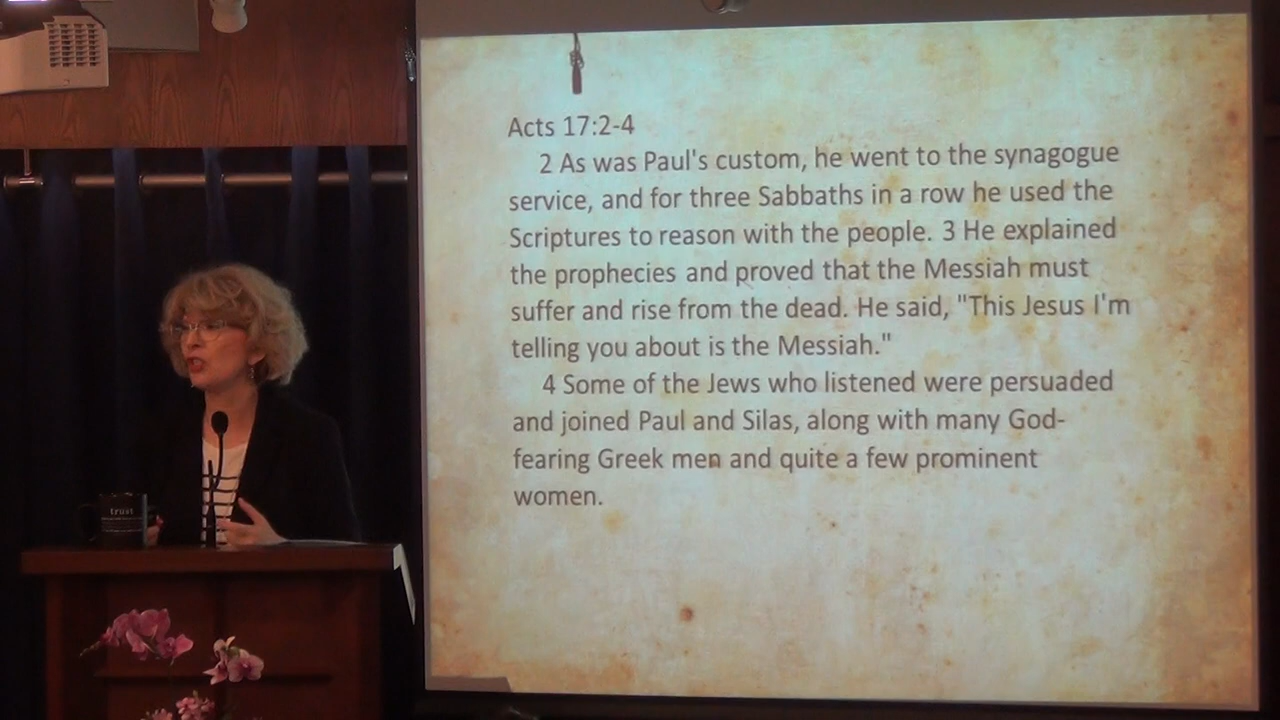 Acts 17:2-4
2 As was Paul's custom, he went to the synagogue
service, and for three Sabbaths in a row he used the
Scriptures to reason with the people. 3 He explained
the prophecies and proved that the Messiah must
suffer and rise from the dead. He said, "This Jesus I'm
telling you about is the Messiah."
4 Some of the Jews who listened were persuaded
and joined Paul and Silas, along with many God-
fearing Greek men and quite a few prominent
women.
trust